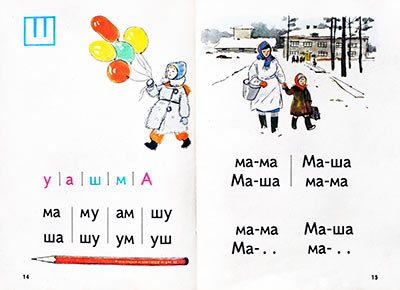 Ш
у | а | ш | м | А
ма | му | ам | шу
ша | шу | ум | уш
14
ма-ма | Ма-ша
Ма-ша | ма-ма
ма-ма | Ма-ша
Ма-. . | ма-. .
15